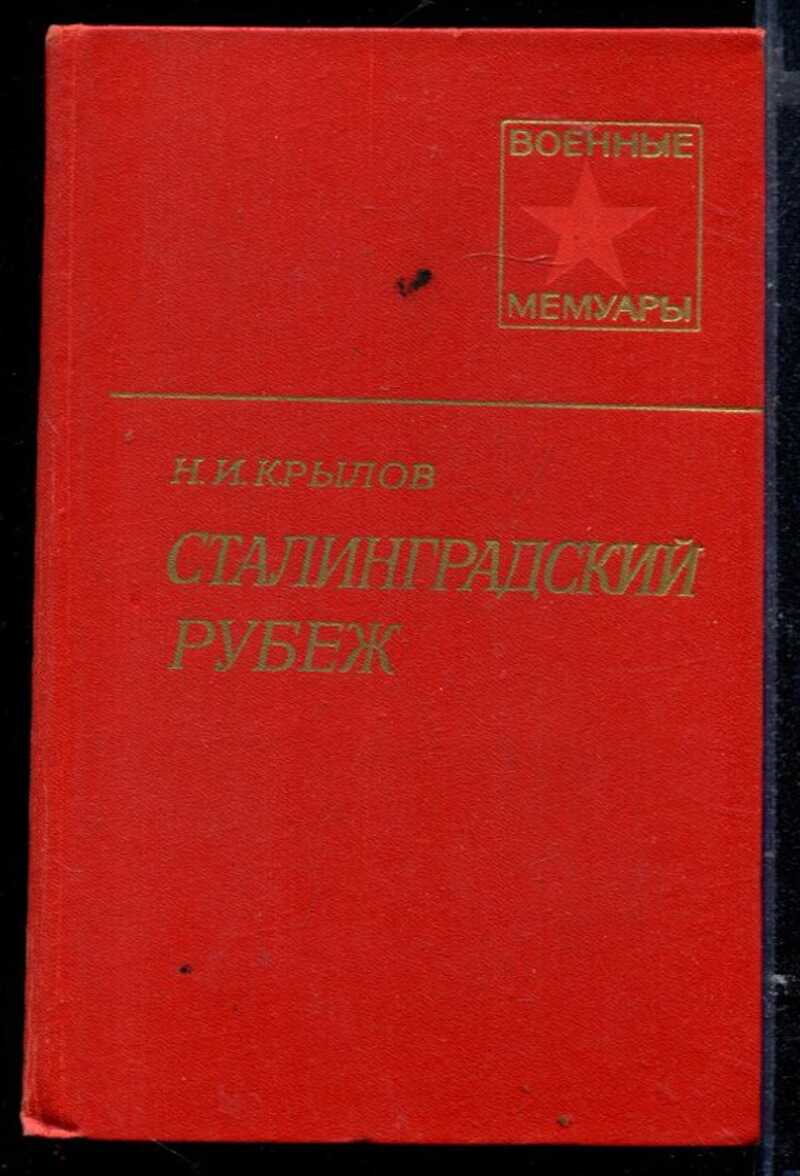 ВОЕННЫЕ
МЕМУАРЫ
Н.И.КРЫЛОВ
СТАЛИНГРАДСКИЙ
РУБЕЖ